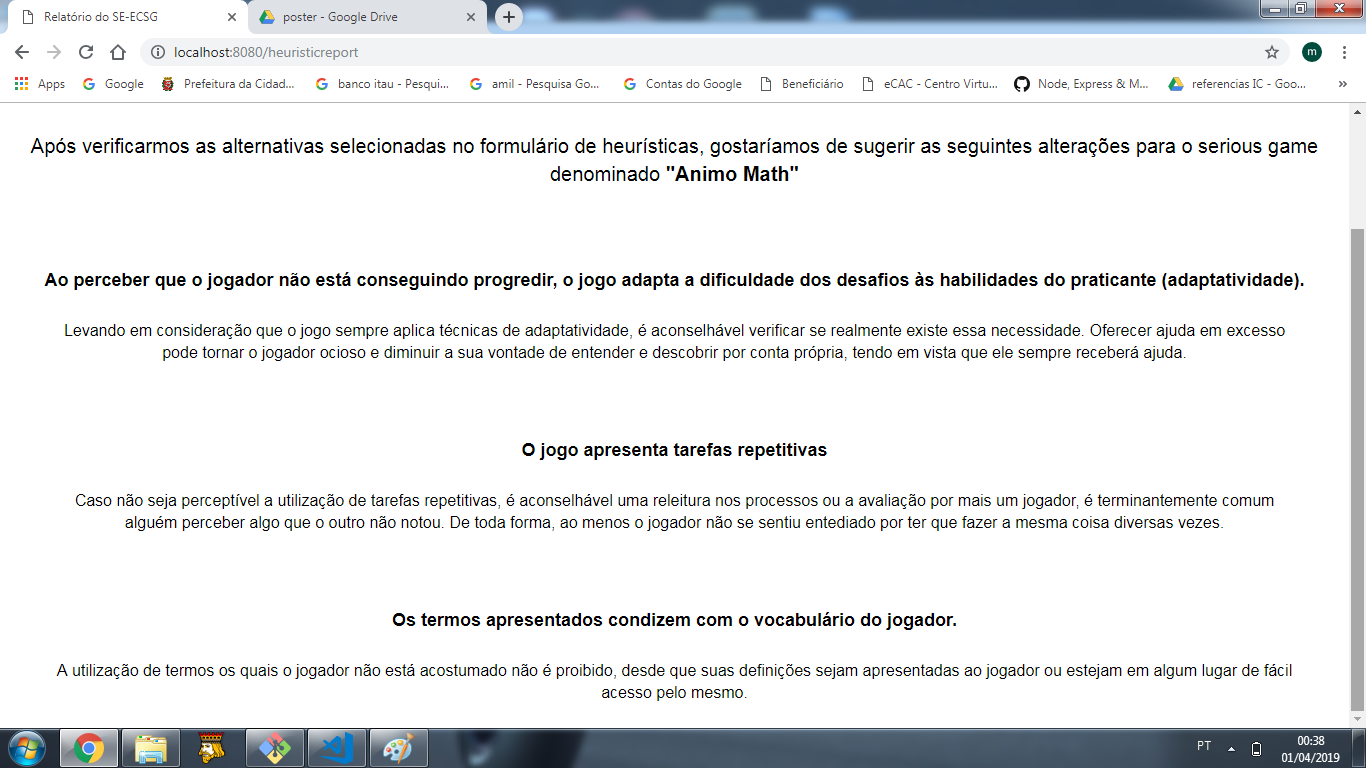 Relatório do SE-ECSG
poster - Google Drive
localhost:8080/heuristicreport
m
Apps
Google
Prefeitura da Cidad...
banco itau - Pesqui...
amil - Pesquisa Goo...
Contas do Google
Beneficiário
eCAC - Centro Virtu...
Node, Express & M...
referencias IC - Goo...
»
Após verificarmos as alternativas selecionadas no formulário de heurísticas, gostaríamos de sugerir as seguintes alterações para o serious game
denominado "Animo Math"
Ao perceber que o jogador não está conseguindo progredir, o jogo adapta a dificuldade dos desafios às habilidades do praticante (adaptatividade).
Levando em consideração que o jogo sempre aplica técnicas de adaptatividade, é aconselhável verificar se realmente existe essa necessidade. Oferecer ajuda em excesso
pode tornar o jogador ocioso e diminuir a sua vontade de entender e descobrir por conta própria, tendo em vista que ele sempre receberá ajuda.
O jogo apresenta tarefas repetitivas
Caso não seja perceptível a utilização de tarefas repetitivas, é aconselhável uma releitura nos processos ou a avaliação por mais um jogador, é terminantemente comum
alguém perceber algo que o outro não notou. De toda forma, ao menos o jogador não se sentiu entediado por ter que fazer a mesma coisa diversas vezes.
Os termos apresentados condizem com o vocabulário do jogador.
A utilização de termos os quais o jogador não está acostumado não é proibido, desde que suas definições sejam apresentadas ao jogador ou estejam em algum lugar de fácil
acesso pelo mesmo.
PT
00:38
01/04/2019